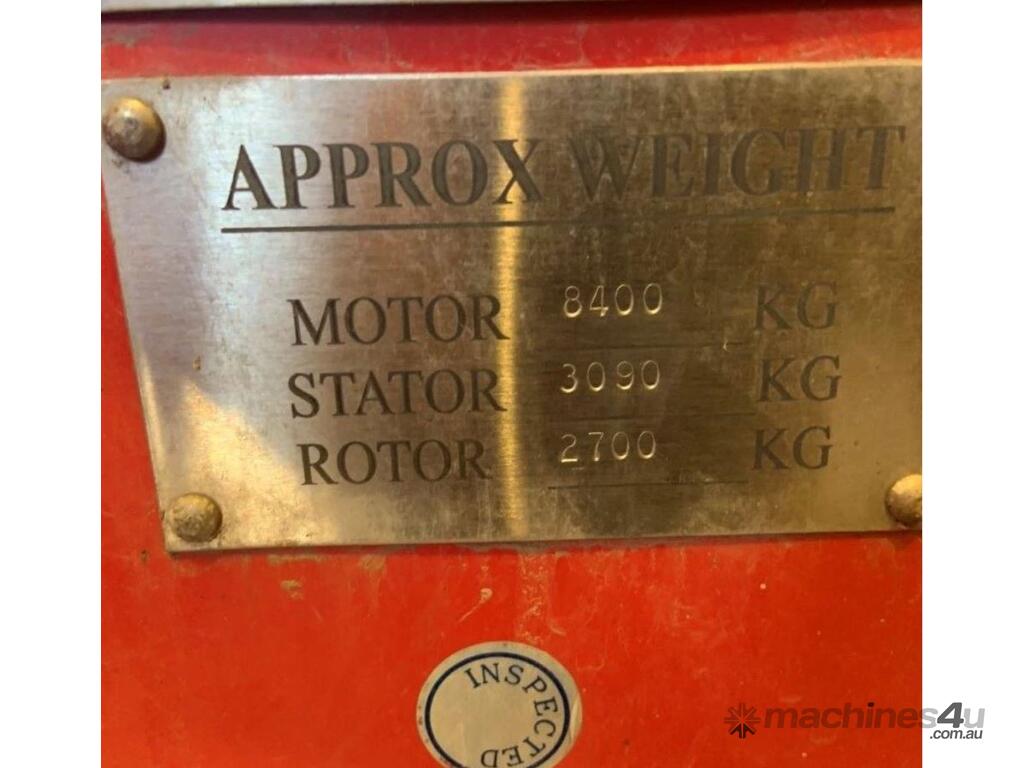 APPROX WEIGHT
MOTOR 8400 KG
STATOR 3090 KG
ROTOR 2700 KG
INSPECTED
machines4u
.com.au